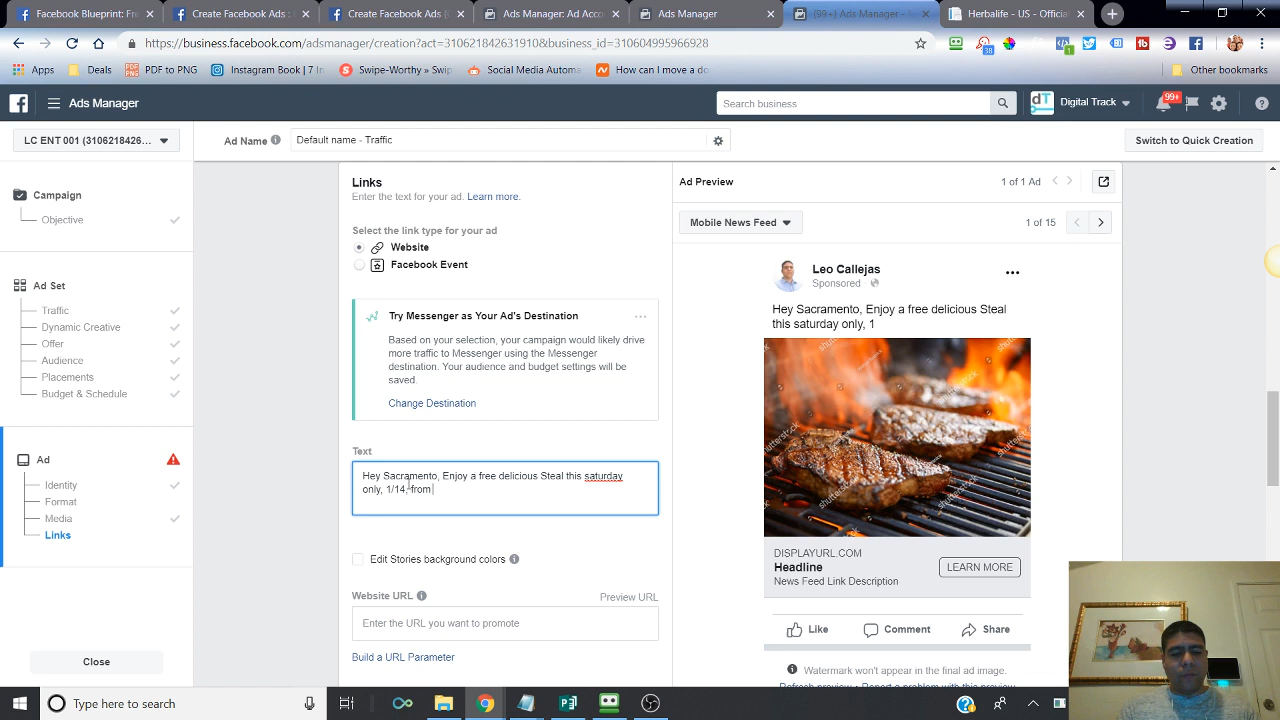 Facebook Blueprint: Fre
Create Facebook Ads : C
Create Facebook Ads : C
Ads Manager: Account O
Ads Manager
(99+) Ads Manager -
Herbalife - US - Offici
https://business.facebook.com/adsmanager/creation?act=310621842631910&business_id=310604995966928
Apps
Deals
PDF to PNG
Instagram Book | 7 In
Swipe-Worthy » Swip
Social Media Automa
How can I move a do
Other bookmarks
Ads Manager
Search business
Digital Track
99+
LC ENT 001 (3106218426...
Ad Name
Default name - Traffic
Switch to Quick Creation
Campaign
Objective
Ad Set
Traffic
Dynamic Creative
Offer
Audience
Placements
Budget & Schedule
Ad
Identity
Format
Media
Links
Close
Links
Enter the text for your ad. Learn more.
Select the link type for your ad
Website
Facebook Event
Try Messenger as Your Ad's Destination
Based on your selection, your campaign would likely drive
more traffic to Messenger using the Messenger
destination. Your audience and budget settings will be
saved.
Change Destination
Text
Hey Sacramento, Enjoy a free delicious Steal this saturday
only, 1/14, from
Edit Stories background colors
Website URL
Preview URL
Enter the URL you want to promote
Build a URL Parameter
Ad Preview
1 of 1 Ad
Mobile News Feed
1 of 15
Leo Callejas
Sponsored
Hey Sacramento, Enjoy a free delicious Steal
this saturday only, 1
shutterstock
DISPLAYURL.COM
Headline
News Feed Link Description
LEARN MORE
Like
Comment
Share
Watermark won't appear in the final ad image.
Refresh preview • Report a problem with this preview
Type here to search